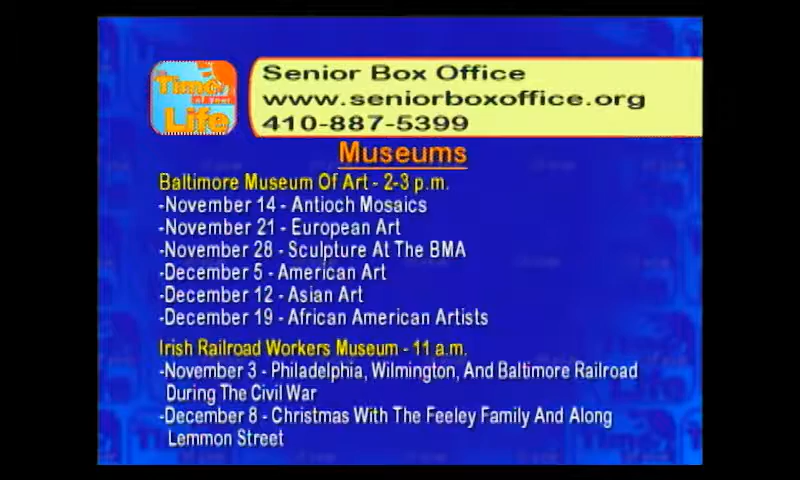 Time
of your
Life
Senior Box Office
www.seniorboxoffice.org
410-887-5399
Museums
Baltimore Museum Of Art - 2-3 p.m.
-November 14 - Antioch Mosaics
-November 21 - European Art
-November 28 - Sculpture At The BMA
-December 5 - American Art
-December 12 - Asian Art
-December 19 - African American Artists
Irish Railroad Workers Museum - 11 a.m.
-November 3 - Philadelphia, Wilmington, And Baltimore Railroad
During The Civil War
-December 8 - Christmas With The Feeley Family And Along
Lemmon Street